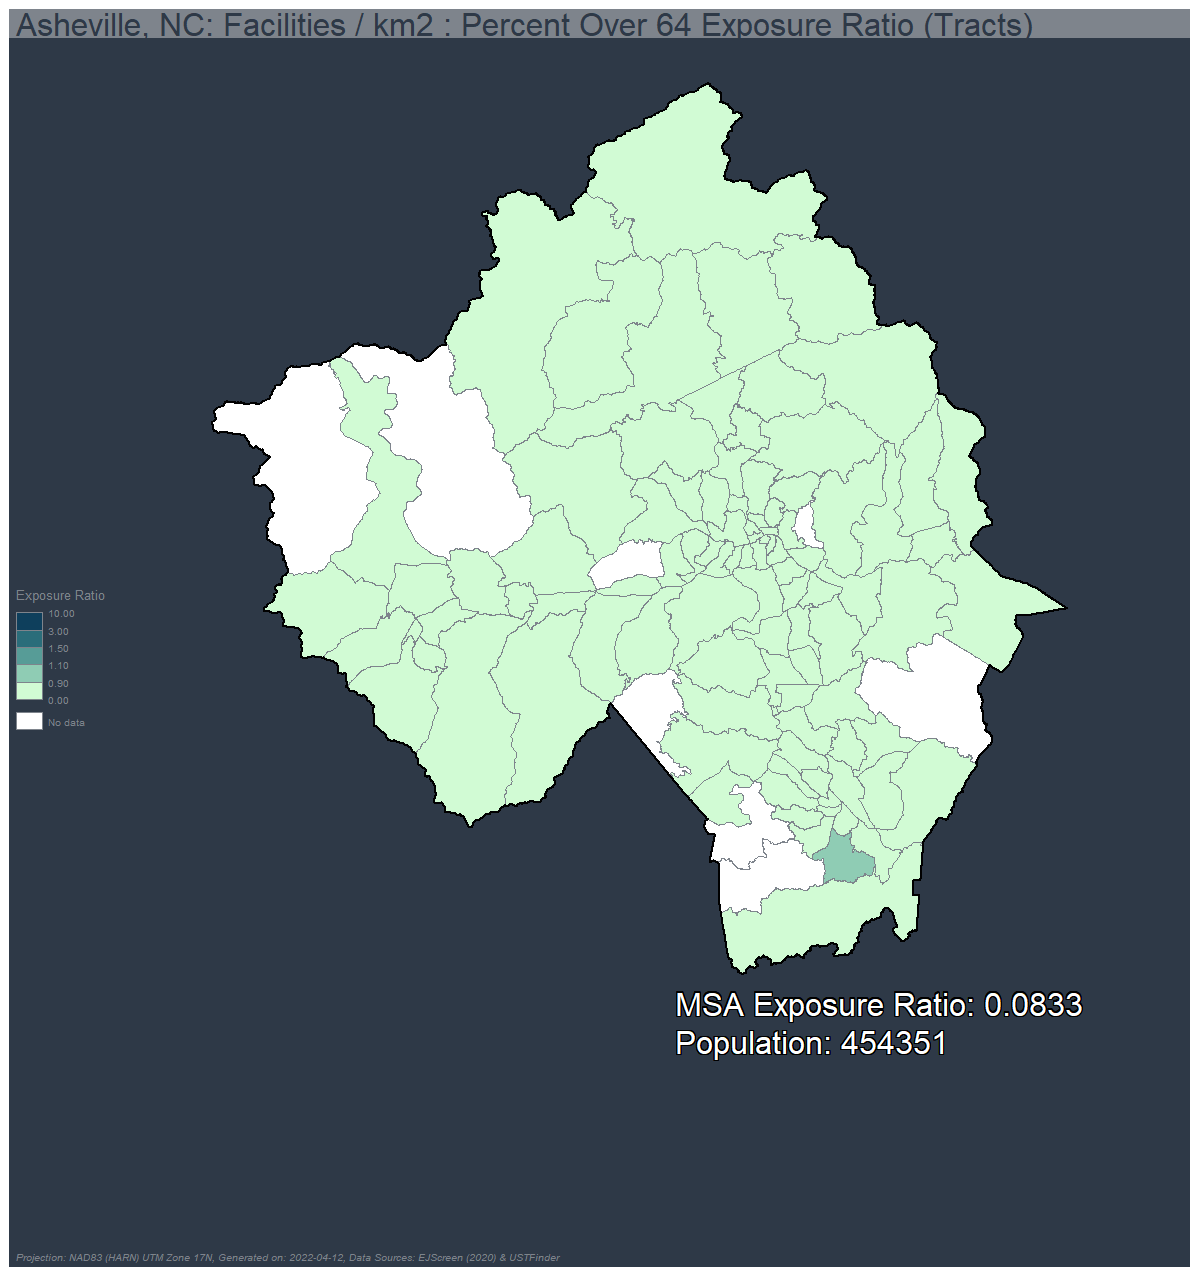 Asheville, NC: Facilities / km2 : Percent Over 64 Exposure Ratio (Tracts)
Exposure Ratio
10.00
3.00
1.50
1.10
0.90
0.00
No data
MSA Exposure Ratio: 0.0833
Population: 454351
Projection: NAD83 (HARN) UTM Zone 17N, Generated on: 2022-04-12, Data Sources: EJScreen (2020) & USTFinder